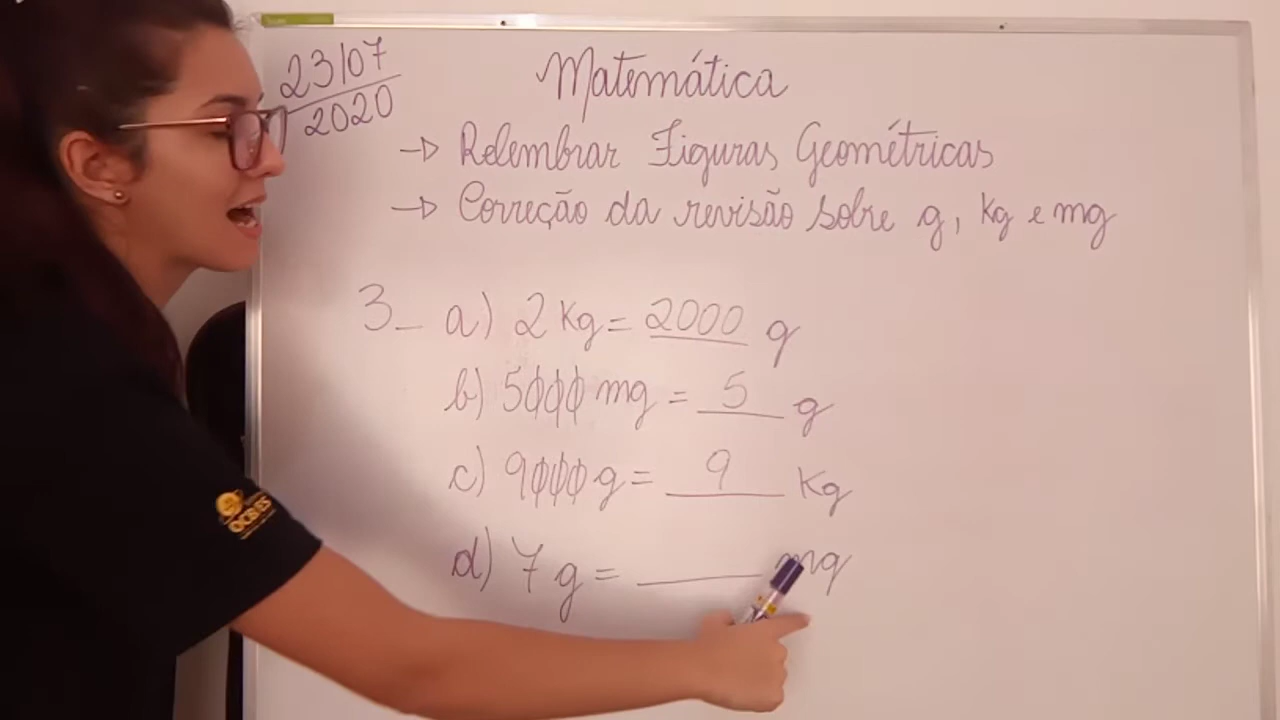 23/07
2020
Matemática
→ Relembrar Figuras Geométricas
→ Correção da revisão sobre g, Kg e mg
3_ a) 2 Kg = 2000 g
b) 5000 mg = 5 g
c) 9000 g = 9 Kg
d) 7 g = ______ mg